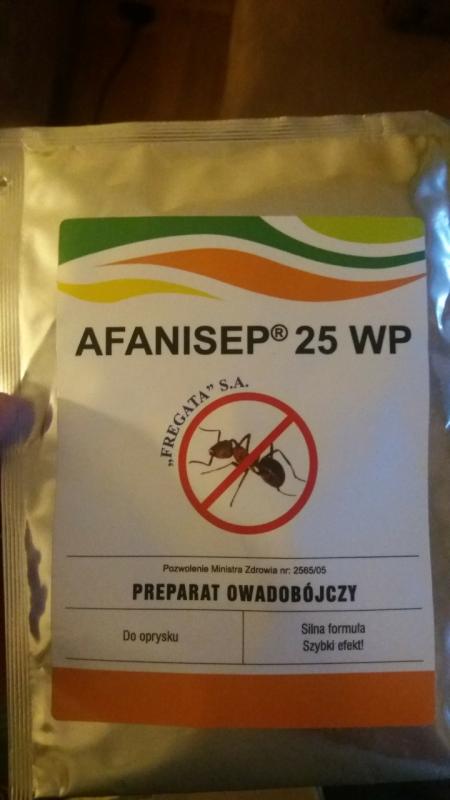 AFANISEP® 25 WP
„FREGATA” S.A.
Pozwolenie Ministra Zdrowia nr: 2565/05
PREPARAT OWADOBÓJCZY
Do oprysku
Silna formuła
Szybki efekt!